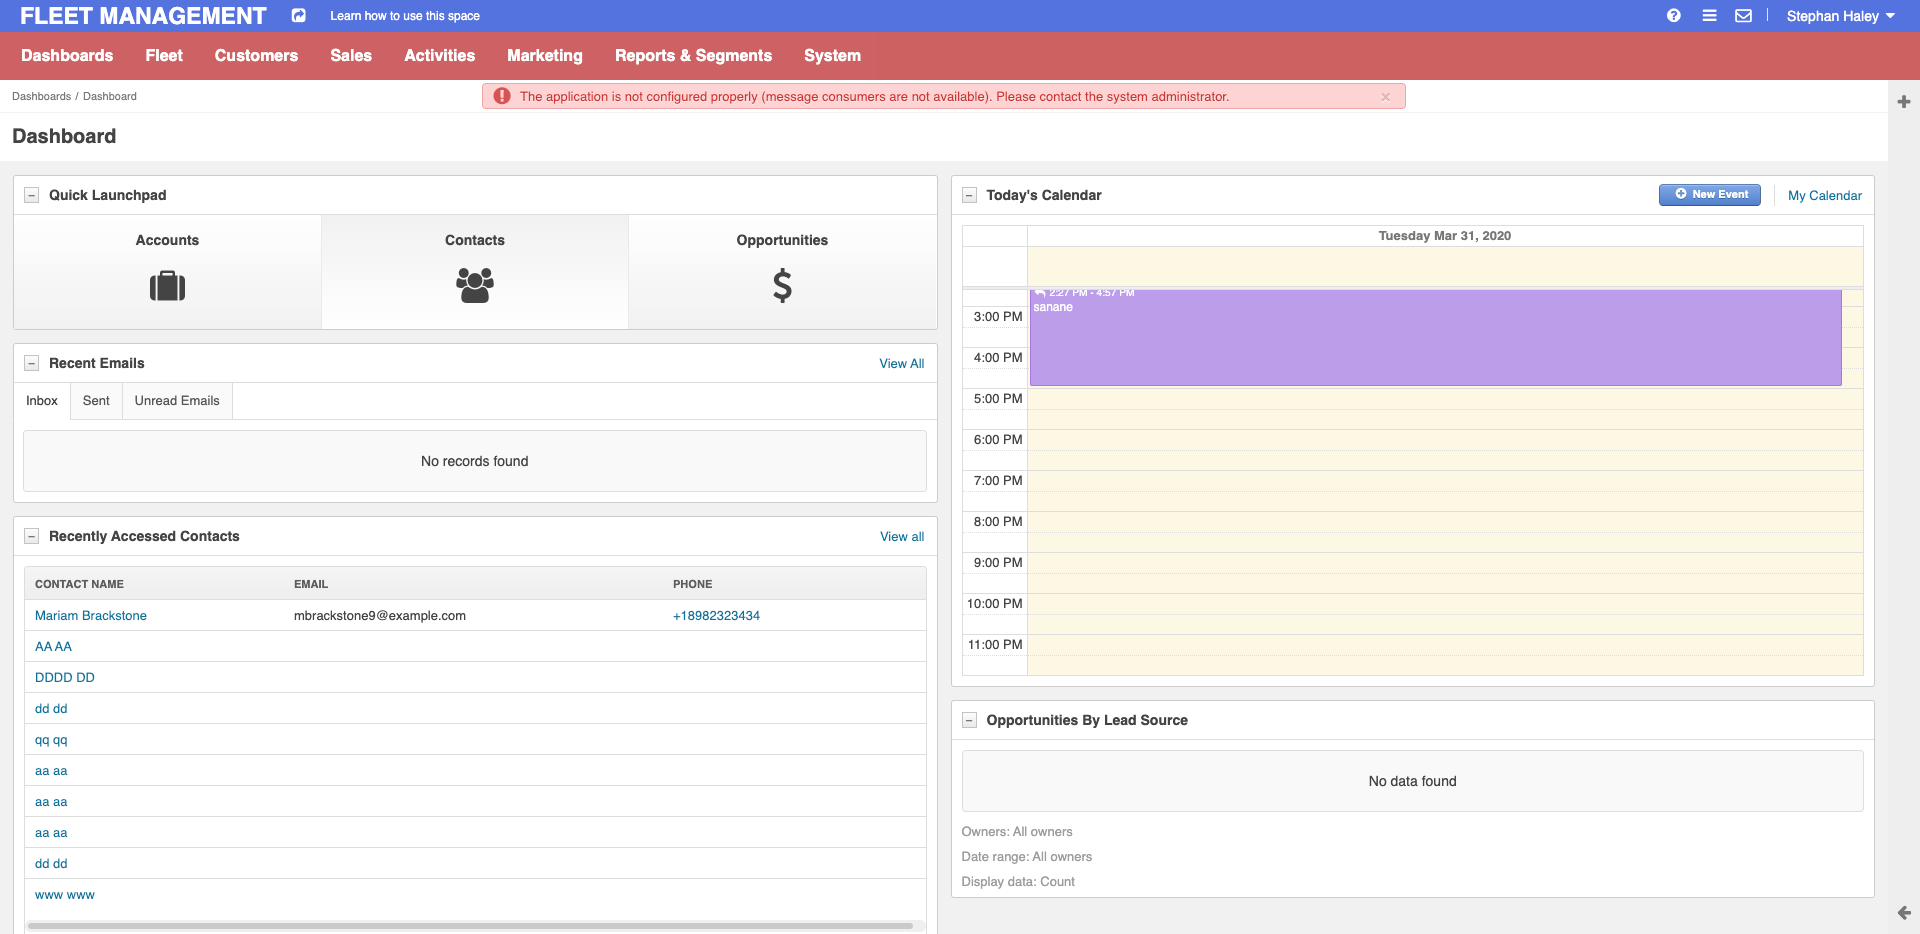 FLEET MANAGEMENT
Learn how to use this space
Stephan Haley
Dashboards Fleet Customers Sales Activities Marketing Reports & Segments System
Dashboards / Dashboard
The application is not configured properly (message consumers are not available). Please contact the system administrator.
Dashboard
Quick Launchpad
Accounts Contacts Opportunities
Recent Emails View All
Inbox Sent Unread Emails
No records found
Recently Accessed Contacts View all
CONTACT NAME EMAIL PHONE
Mariam Brackstone mbrackstone9@example.com +18982323434
AA AA
DDDD DD
dd dd
qq qq
aa aa
aa aa
aa aa
dd dd
www www
Today's Calendar New Event My Calendar
Tuesday Mar 31, 2020
2:27 PM - 4:57 PM
sanane
3:00 PM
4:00 PM
5:00 PM
6:00 PM
7:00 PM
8:00 PM
9:00 PM
10:00 PM
11:00 PM
Opportunities By Lead Source
No data found
Owners: All owners
Date range: All owners
Display data: Count